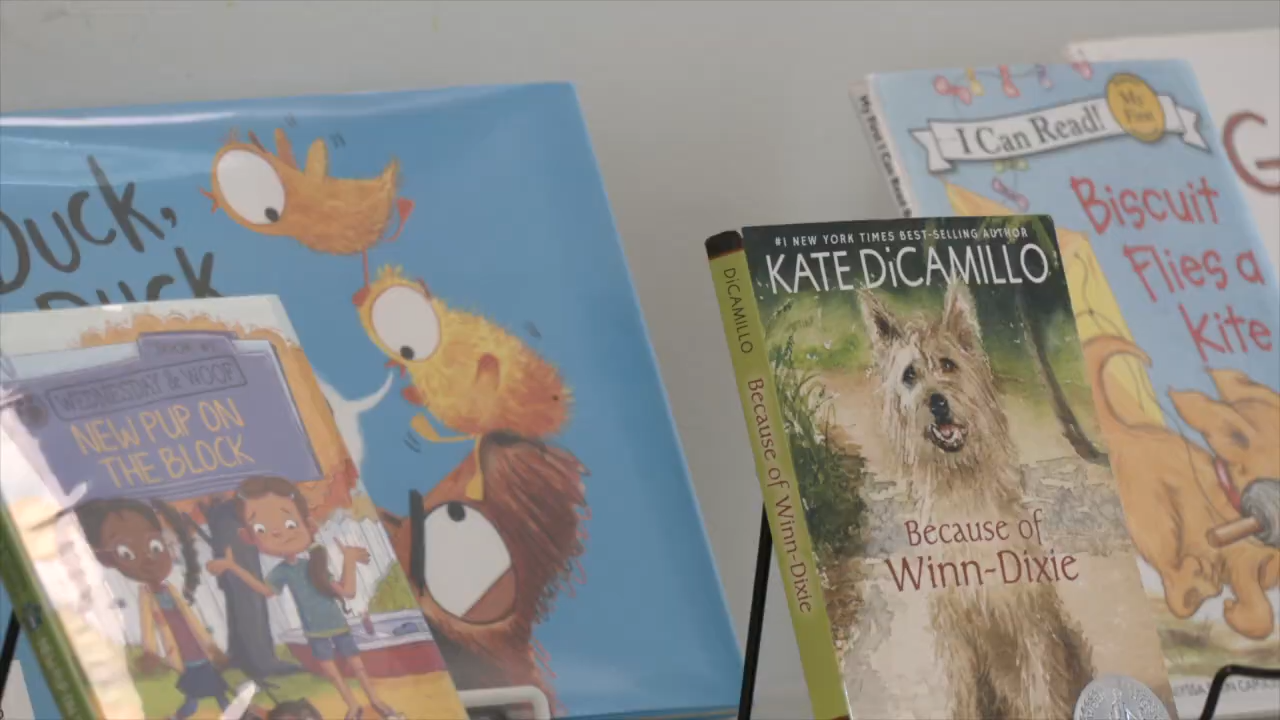 Duck,
Duck
WEDNESDAY & WOOF
NEW PUP ON
THE BLOCK
#1 NEW YORK TIMES BEST-SELLING AUTHOR
KATE DiCAMILLO
Because of
Winn-Dixie
DiCAMILLO Because of Winn-Dixie
I Can Read!
My
First
Biscuit
Flies a
Kite
G